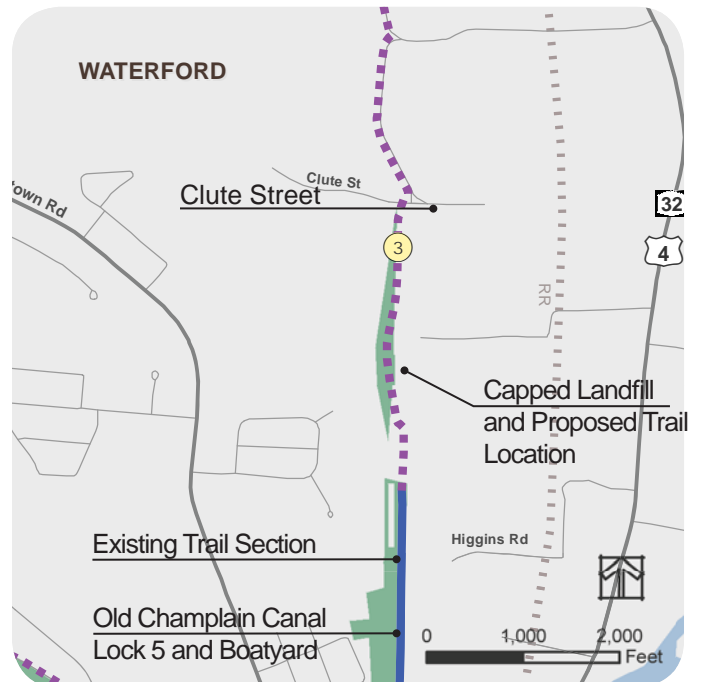 WATERFORD
Clute St
town Rd
Clute Street
32
3
4
RR
Capped Landfill
and Proposed Trail
Location
Existing Trail Section
Higgins Rd
Old Champlain Canal
Lock 5 and Boatyard
0 1,000 2,000
Feet